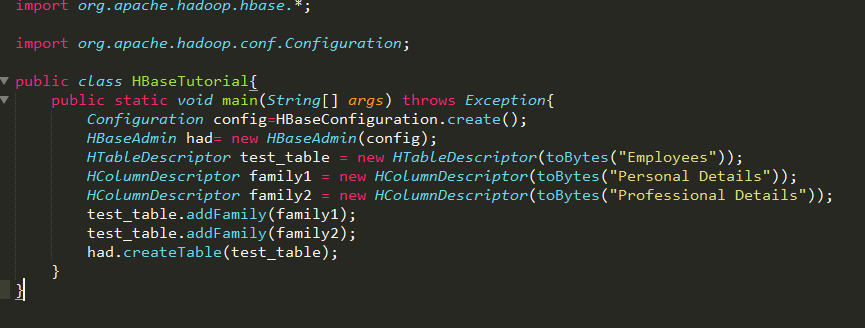 import org.apache.hadoop.hbase.*;
import org.apache.hadoop.conf.Configuration;
public class HBaseTutorial{
public static void main(String[] args) throws Exception{
Configuration config=HBaseConfiguration.create();
HBaseAdmin had= new HBaseAdmin(config);
HTableDescriptor test_table = new HTableDescriptor(toBytes("Employees"));
HColumnDescriptor family1 = new HColumnDescriptor(toBytes("Personal Details"));
HColumnDescriptor family2 = new HColumnDescriptor(toBytes("Professional Details"));
test_table.addFamily(family1);
test_table.addFamily(family2);
had.createTable(test_table);
}
}